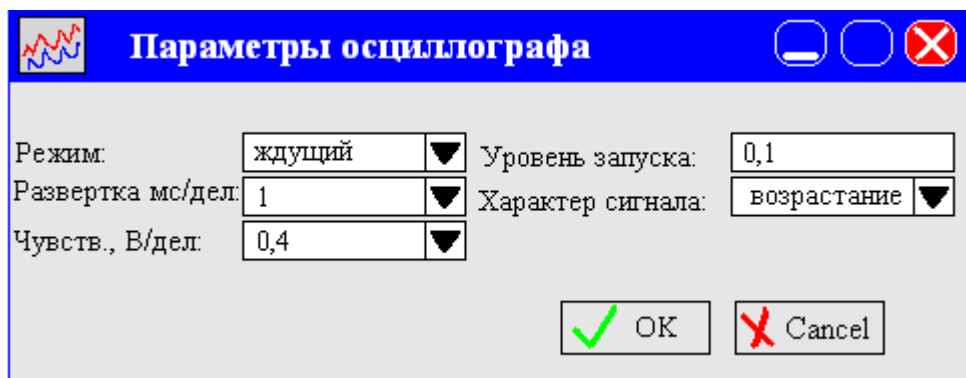 Параметры осциллографа
Режим: ждущий Уровень запуска: 0,1
Развертка мс/дел: 1 Характер сигнала: возрастание
Чувств., В/дел: 0,4
OK Cancel